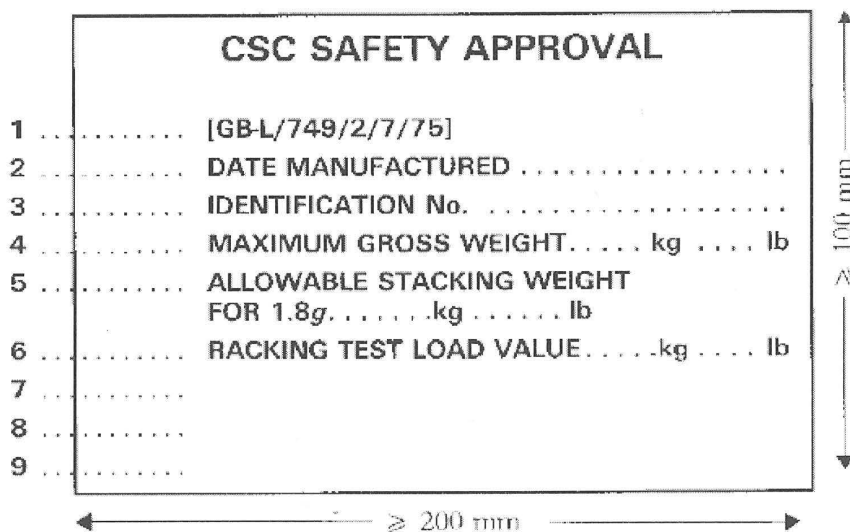 CSC SAFETY APPROVAL
1 ........... [GB-L/749/2/7/75]
2 ........... DATE MANUFACTURED ..................
3 ........... IDENTIFICATION No. ....................
4 ........... MAXIMUM GROSS WEIGHT..... kg .... lb
5 ........... ALLOWABLE STACKING WEIGHT
FOR 1.8g.......kg ...... lb
6 ........... RACKING TEST LOAD VALUE.....kg .... lb
7 ...........
8 ...........
9 ...........
≥ 100 mm
≥ 200 mm